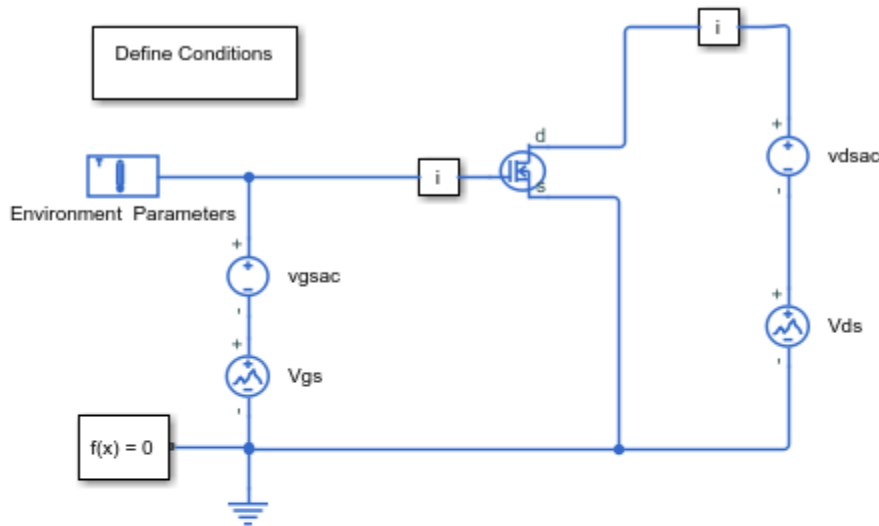 Define Conditions
i
d
+
vdsac
-
T
i
s
Environment Parameters
+
vgsac
-
+
Vds
-
+
Vgs
-
f(x) = 0